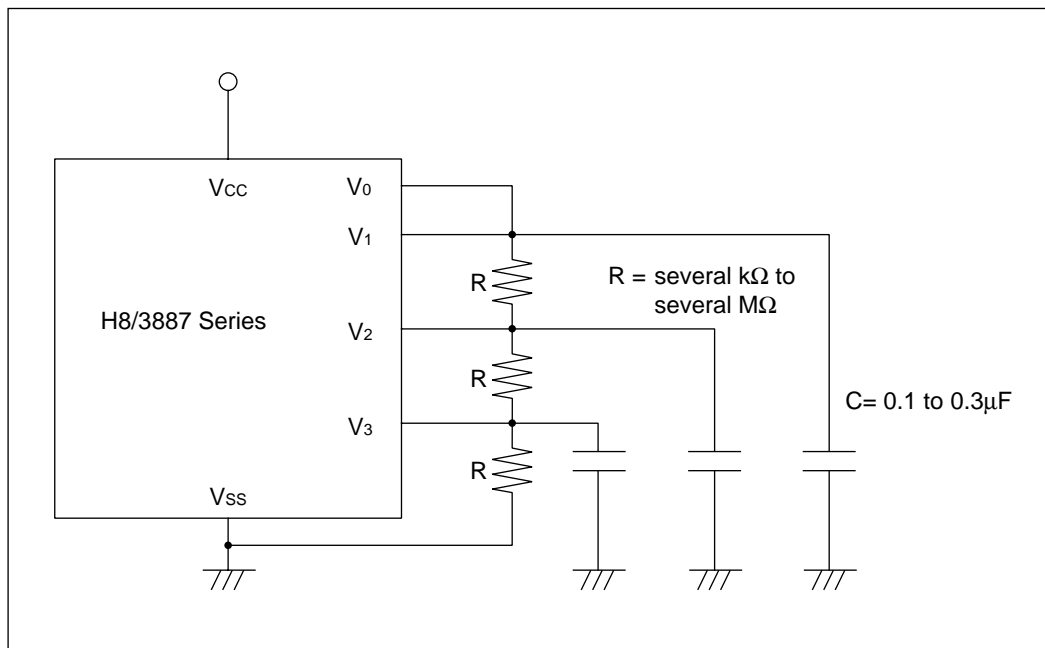 VCC
V0
V1
R
R = several kΩ to
several MΩ
H8/3887 Series
V2
R
C= 0.1 to 0.3μF
V3
R
VSS